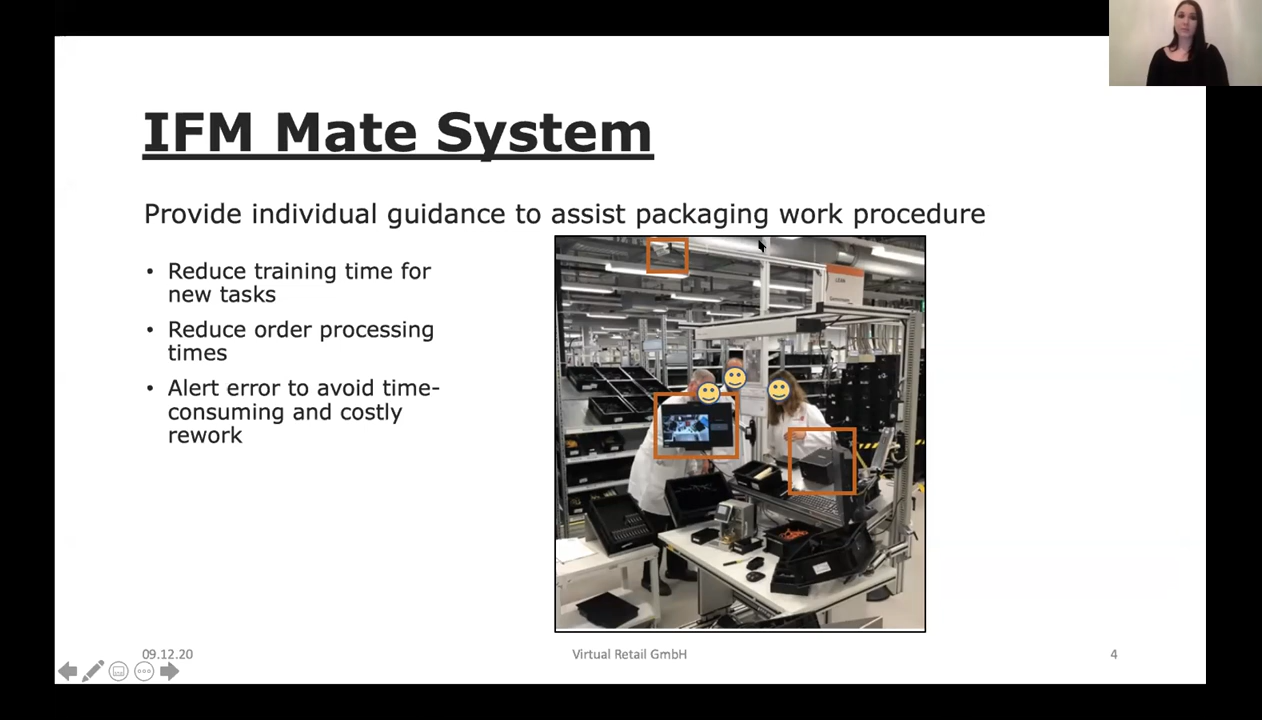 IFM Mate System
Provide individual guidance to assist packaging work procedure
• Reduce training time for
new tasks
• Reduce order processing
times
• Alert error to avoid time-
consuming and costly
rework
09.12.20
Virtual Retail GmbH
4